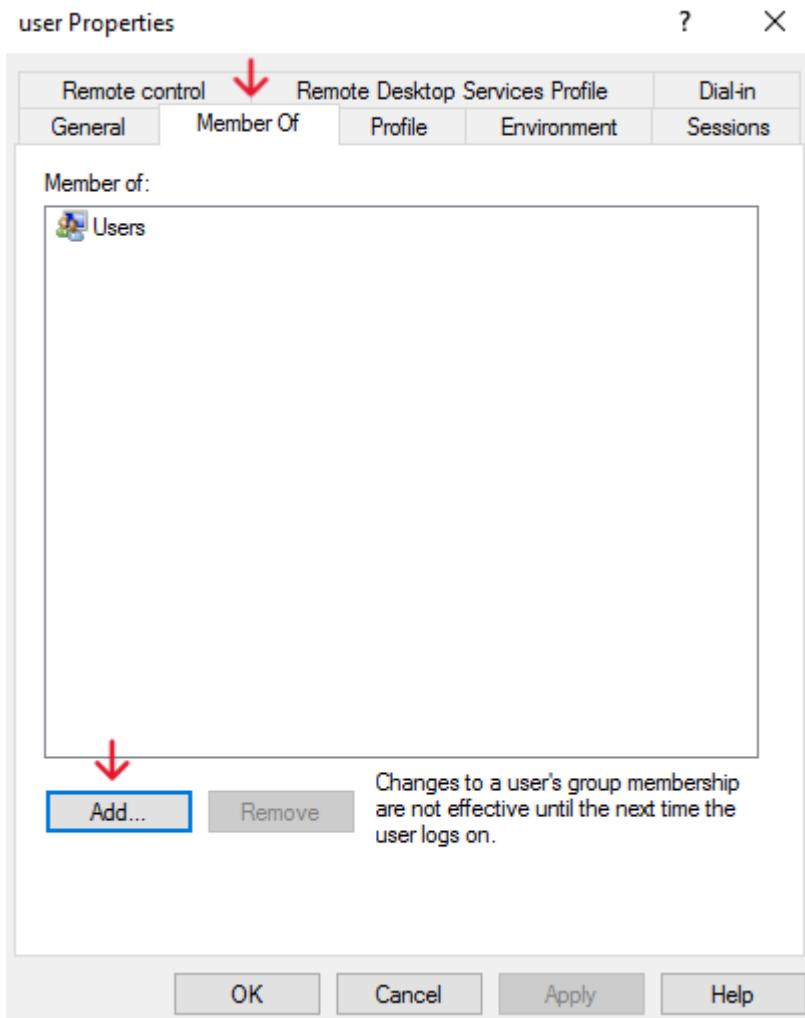 user Properties
?
Remote control
Remote Desktop Services Profile
Dial-in
General
Member Of
Profile
Environment
Sessions
Member of:
Users
Add...
Remove
Changes to a user's group membership
are not effective until the next time the
user logs on.
OK
Cancel
Apply
Help